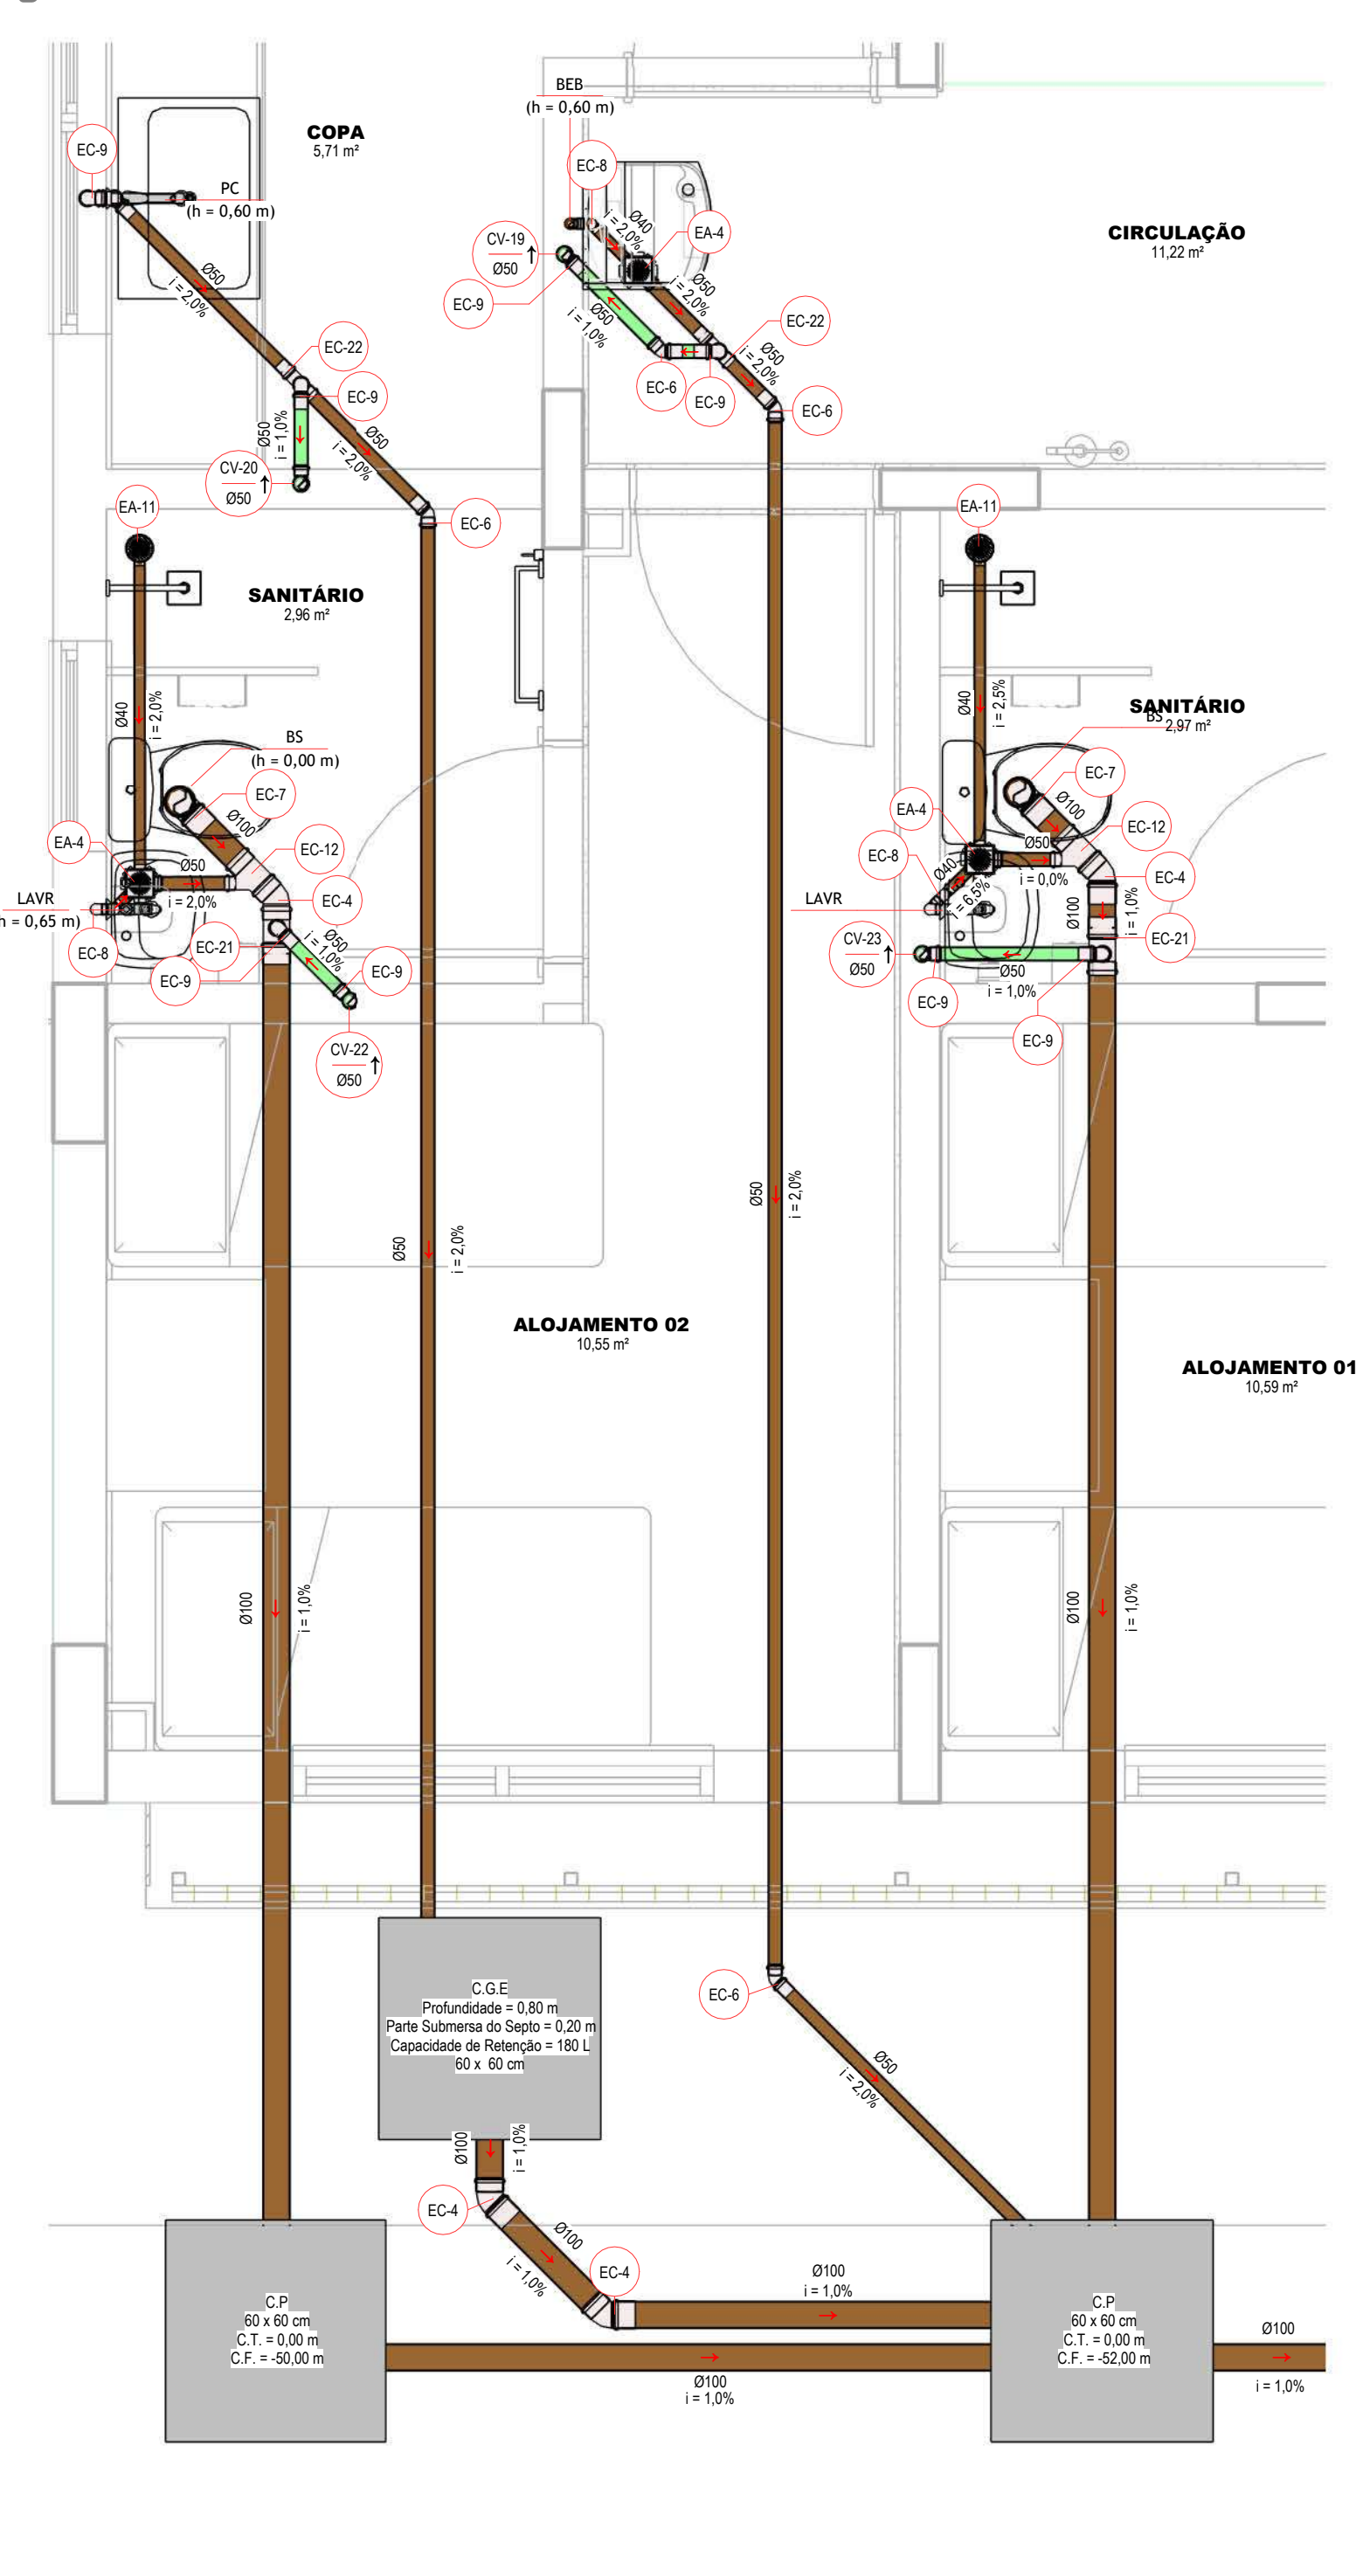 BEB
(h = 0,60 m)
COPA
5,71 m²
EC-9
EC-8
PC
(h = 0,60 m)
Ø40
i = 2,0%
EA-4
CIRCULAÇÃO
11,22 m²
CV-19
Ø50
EC-9
Ø50
i = 2,0%
Ø50
i = 2,0%
Ø50
i = 1,0%
EC-22
EC-22
Ø50
i = 2,0%
EC-6
EC-9
EC-9
EC-6
Ø50
i = 1,0%
Ø50
i = 2,0%
CV-20
Ø50
EC-6
EA-11
EA-11
SANITÁRIO
2,96 m²
Ø40
i = 2,0%
Ø40
i = 2,5%
SANITÁRIO
2,97 m²
BS
BS
(h = 0,00 m)
EC-7
EC-7
Ø100
Ø100
EA-4
EA-4
EC-12
EC-12
Ø50
i = 2,0%
Ø50
i = 0,0%
EC-8
Ø40
i = 6,5%
EC-4
EC-4
LAVR
h = 0,65 m)
LAVR
Ø100
i = 1,0%
EC-8
EC-21
EC-21
Ø50
i = 1,0%
EC-9
EC-9
CV-23
Ø50
Ø50
i = 1,0%
EC-9
EC-9
CV-22
Ø50
Ø50
i = 2,0%
Ø50
i = 2,0%
ALOJAMENTO 02
10,55 m²
ALOJAMENTO 01
10,59 m²
Ø100
i = 1,0%
Ø100
i = 1,0%
C.G.E
Profundidade = 0,80 m
Parte Submersa do Septo = 0,20 m
Capacidade de Retenção = 180 L
60 x 60 cm
EC-6
Ø50
i = 2,0%
Ø100
i = 1,0%
EC-4
Ø100
i = 1,0%
EC-4
Ø100
i = 1,0%
C.P
60 x 60 cm
C.T. = 0,00 m
C.F. = -50,00 m
C.P
60 x 60 cm
C.T. = 0,00 m
C.F. = -52,00 m
Ø100
i = 1,0%
Ø100
i = 1,0%